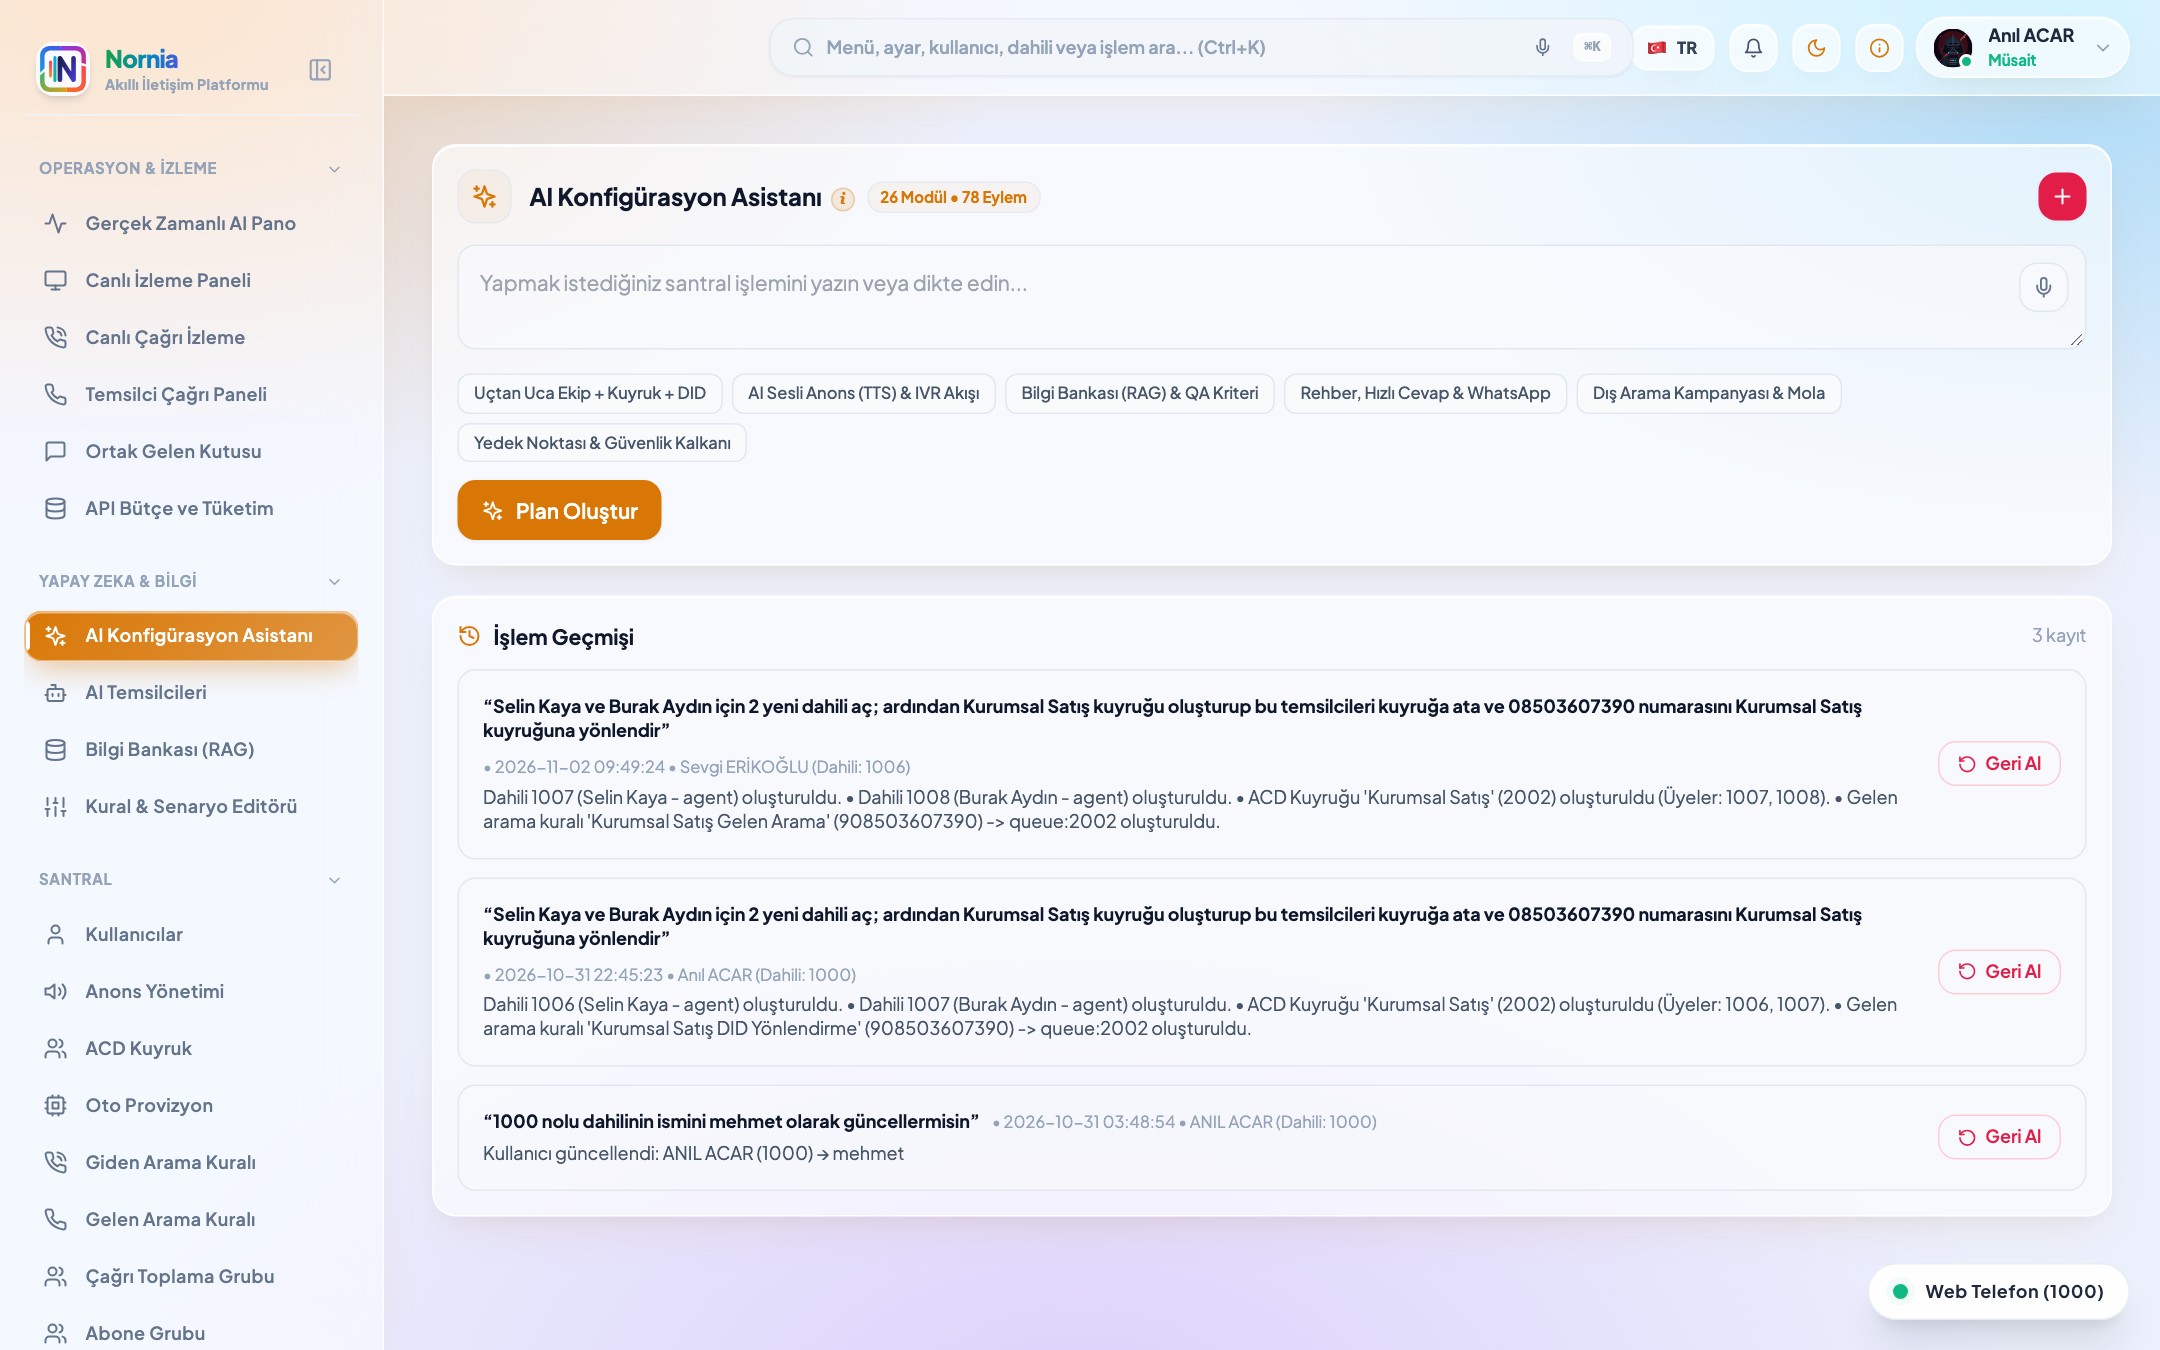 Nornia
Akıllı İletişim Platformu
Menü, ayar, kullanıcı, dahili veya işlem ara... (Ctrl+K)
⌘K
TR
Anıl ACAR
Müsait
OPERASYON & İZLEME
Gerçek Zamanlı AI Pano
Canlı İzleme Paneli
Canlı Çağrı İzleme
Temsilci Çağrı Paneli
Ortak Gelen Kutusu
API Bütçe ve Tüketim
YAPAY ZEKA & BİLGİ
AI Konfigürasyon Asistanı
AI Temsilcileri
Bilgi Bankası (RAG)
Kural & Senaryo Editörü
SANTRAL
Kullanıcılar
Anons Yönetimi
ACD Kuyruk
Oto Provizyon
Giden Arama Kuralı
Gelen Arama Kuralı
Çağrı Toplama Grubu
Abone Grubu
AI Konfigürasyon Asistanı i 26 Modül • 78 Eylem
Yapmak istediğiniz santral işlemini yazın veya dikte edin...
Uçtan Uca Ekip + Kuyruk + DID
AI Sesli Anons (TTS) & IVR Akışı
Bilgi Bankası (RAG) & QA Kriteri
Rehber, Hızlı Cevap & WhatsApp
Dış Arama Kampanyası & Mola
Yedek Noktası & Güvenlik Kalkanı
Plan Oluştur
İşlem Geçmişi
3 kayıt
“Selin Kaya ve Burak Aydın için 2 yeni dahili aç; ardından Kurumsal Satış kuyruğu oluşturup bu temsilcileri kuyruğa ata ve 08503607390 numarasını Kurumsal Satış
kuyruğuna yönlendir”
• 2026-11-02 09:49:24 • Sevgi ERİKOĞLU (Dahili: 1006)
Dahili 1007 (Selin Kaya - agent) oluşturuldu. • Dahili 1008 (Burak Aydın - agent) oluşturuldu. • ACD Kuyruğu 'Kurumsal Satış' (2002) oluşturuldu (Üyeler: 1007, 1008). • Gelen
arama kuralı 'Kurumsal Satış Gelen Arama' (908503607390) -> queue:2002 oluşturuldu.
Geri Al
“Selin Kaya ve Burak Aydın için 2 yeni dahili aç; ardından Kurumsal Satış kuyruğu oluşturup bu temsilcileri kuyruğa ata ve 08503607390 numarasını Kurumsal Satış
kuyruğuna yönlendir”
• 2026-10-31 22:45:23 • Anıl ACAR (Dahili: 1000)
Dahili 1006 (Selin Kaya - agent) oluşturuldu. • Dahili 1007 (Burak Aydın - agent) oluşturuldu. • ACD Kuyruğu 'Kurumsal Satış' (2002) oluşturuldu (Üyeler: 1006, 1007). • Gelen
arama kuralı 'Kurumsal Satış DID Yönlendirme' (908503607390) -> queue:2002 oluşturuldu.
Geri Al
“1000 nolu dahilinin ismini mehmet olarak güncellermisin” • 2026-10-31 03:48:54 • ANIL ACAR (Dahili: 1000)
Kullanıcı güncellendi: ANIL ACAR (1000) → mehmet
Geri Al
Web Telefon (1000)